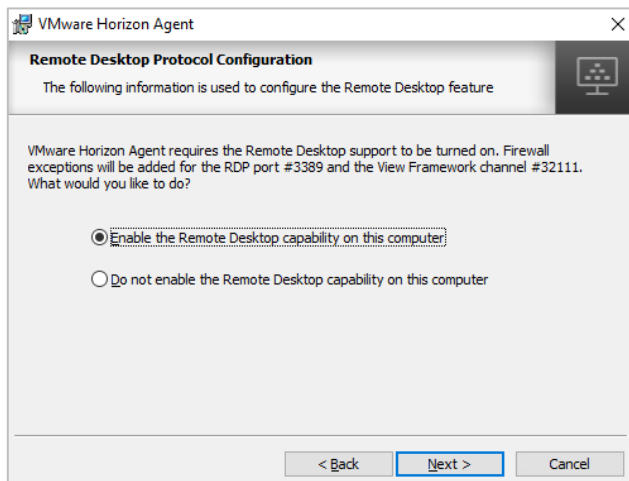 VMware Horizon Agent
Remote Desktop Protocol Configuration
The following information is used to configure the Remote Desktop feature
VMware Horizon Agent requires the Remote Desktop support to be turned on. Firewall
exceptions will be added for the RDP port #3389 and the View Framework channel #32111.
What would you like to do?
Enable the Remote Desktop capability on this computer
Do not enable the Remote Desktop capability on this computer
< Back Next > Cancel